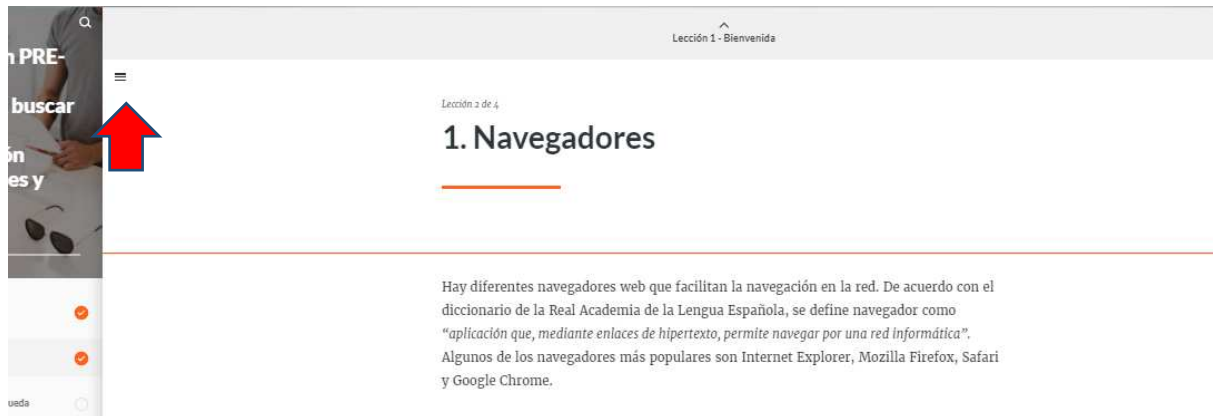 n PRE-
buscar
ón
es y
ueda
Lección 1 - Bienvenida
Lección 2 de 4
1. Navegadores
Hay diferentes navegadores web que facilitan la navegación en la red. De acuerdo con el
diccionario de la Real Academia de la Lengua Española, se define navegador como
“aplicación que, mediante enlaces de hipertexto, permite navegar por una red informática”.
Algunos de los navegadores más populares son Internet Explorer, Mozilla Firefox, Safari
y Google Chrome.